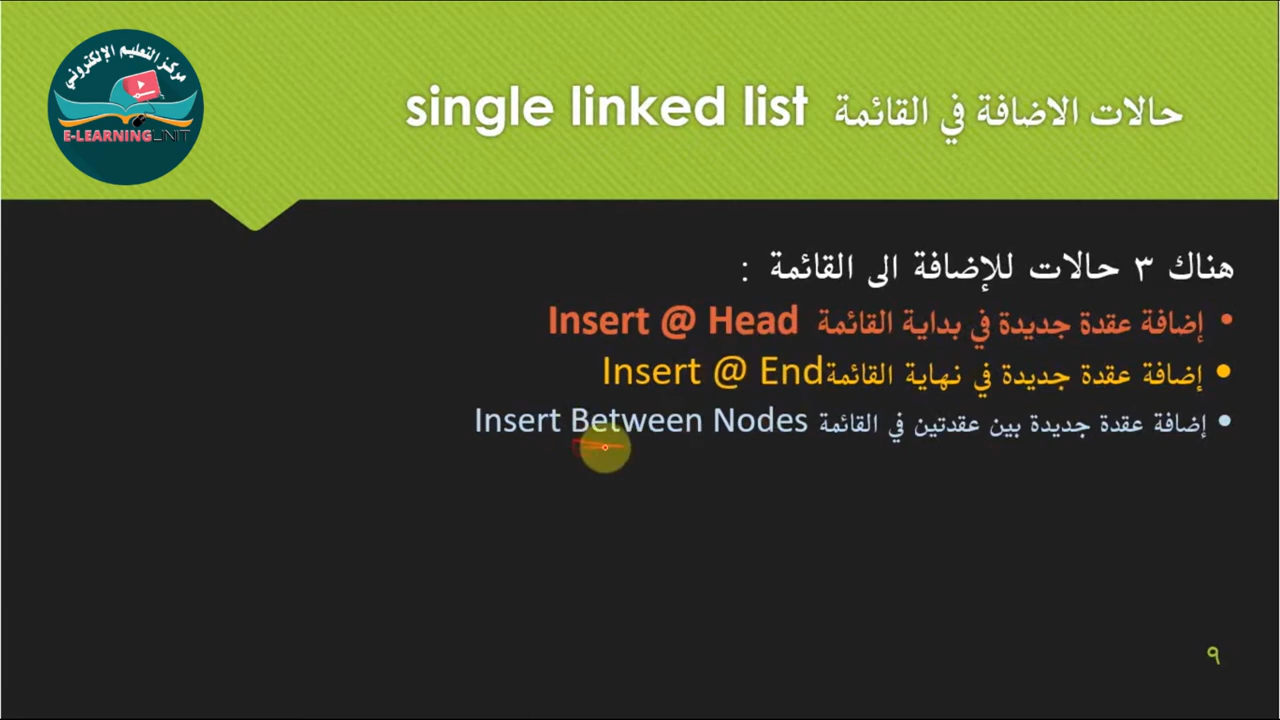 مركز التعليم الإلكتروني
E-LEARNING UNIT
حالات الاضافة في القائمة single linked list
هناك ٣ حالات للإضافة الى القائمة :
• إضافة عقدة جديدة في بداية القائمة Insert @ Head
• إضافة عقدة جديدة في نهاية القائمة Insert @ End
• إضافة عقدة جديدة بين عقدتين في القائمة Insert Between Nodes
٩